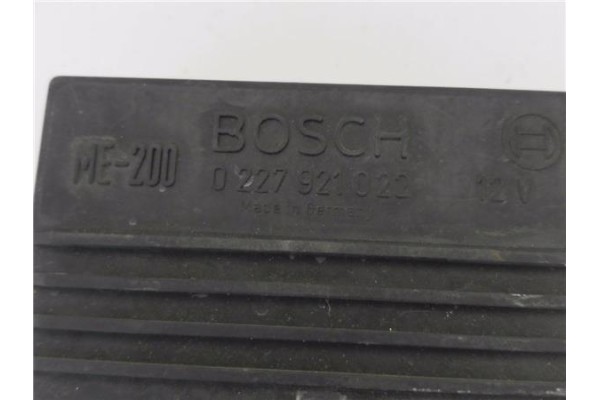 BOSCH
ME-200 0 227 921 022 12 V
Made in Germany